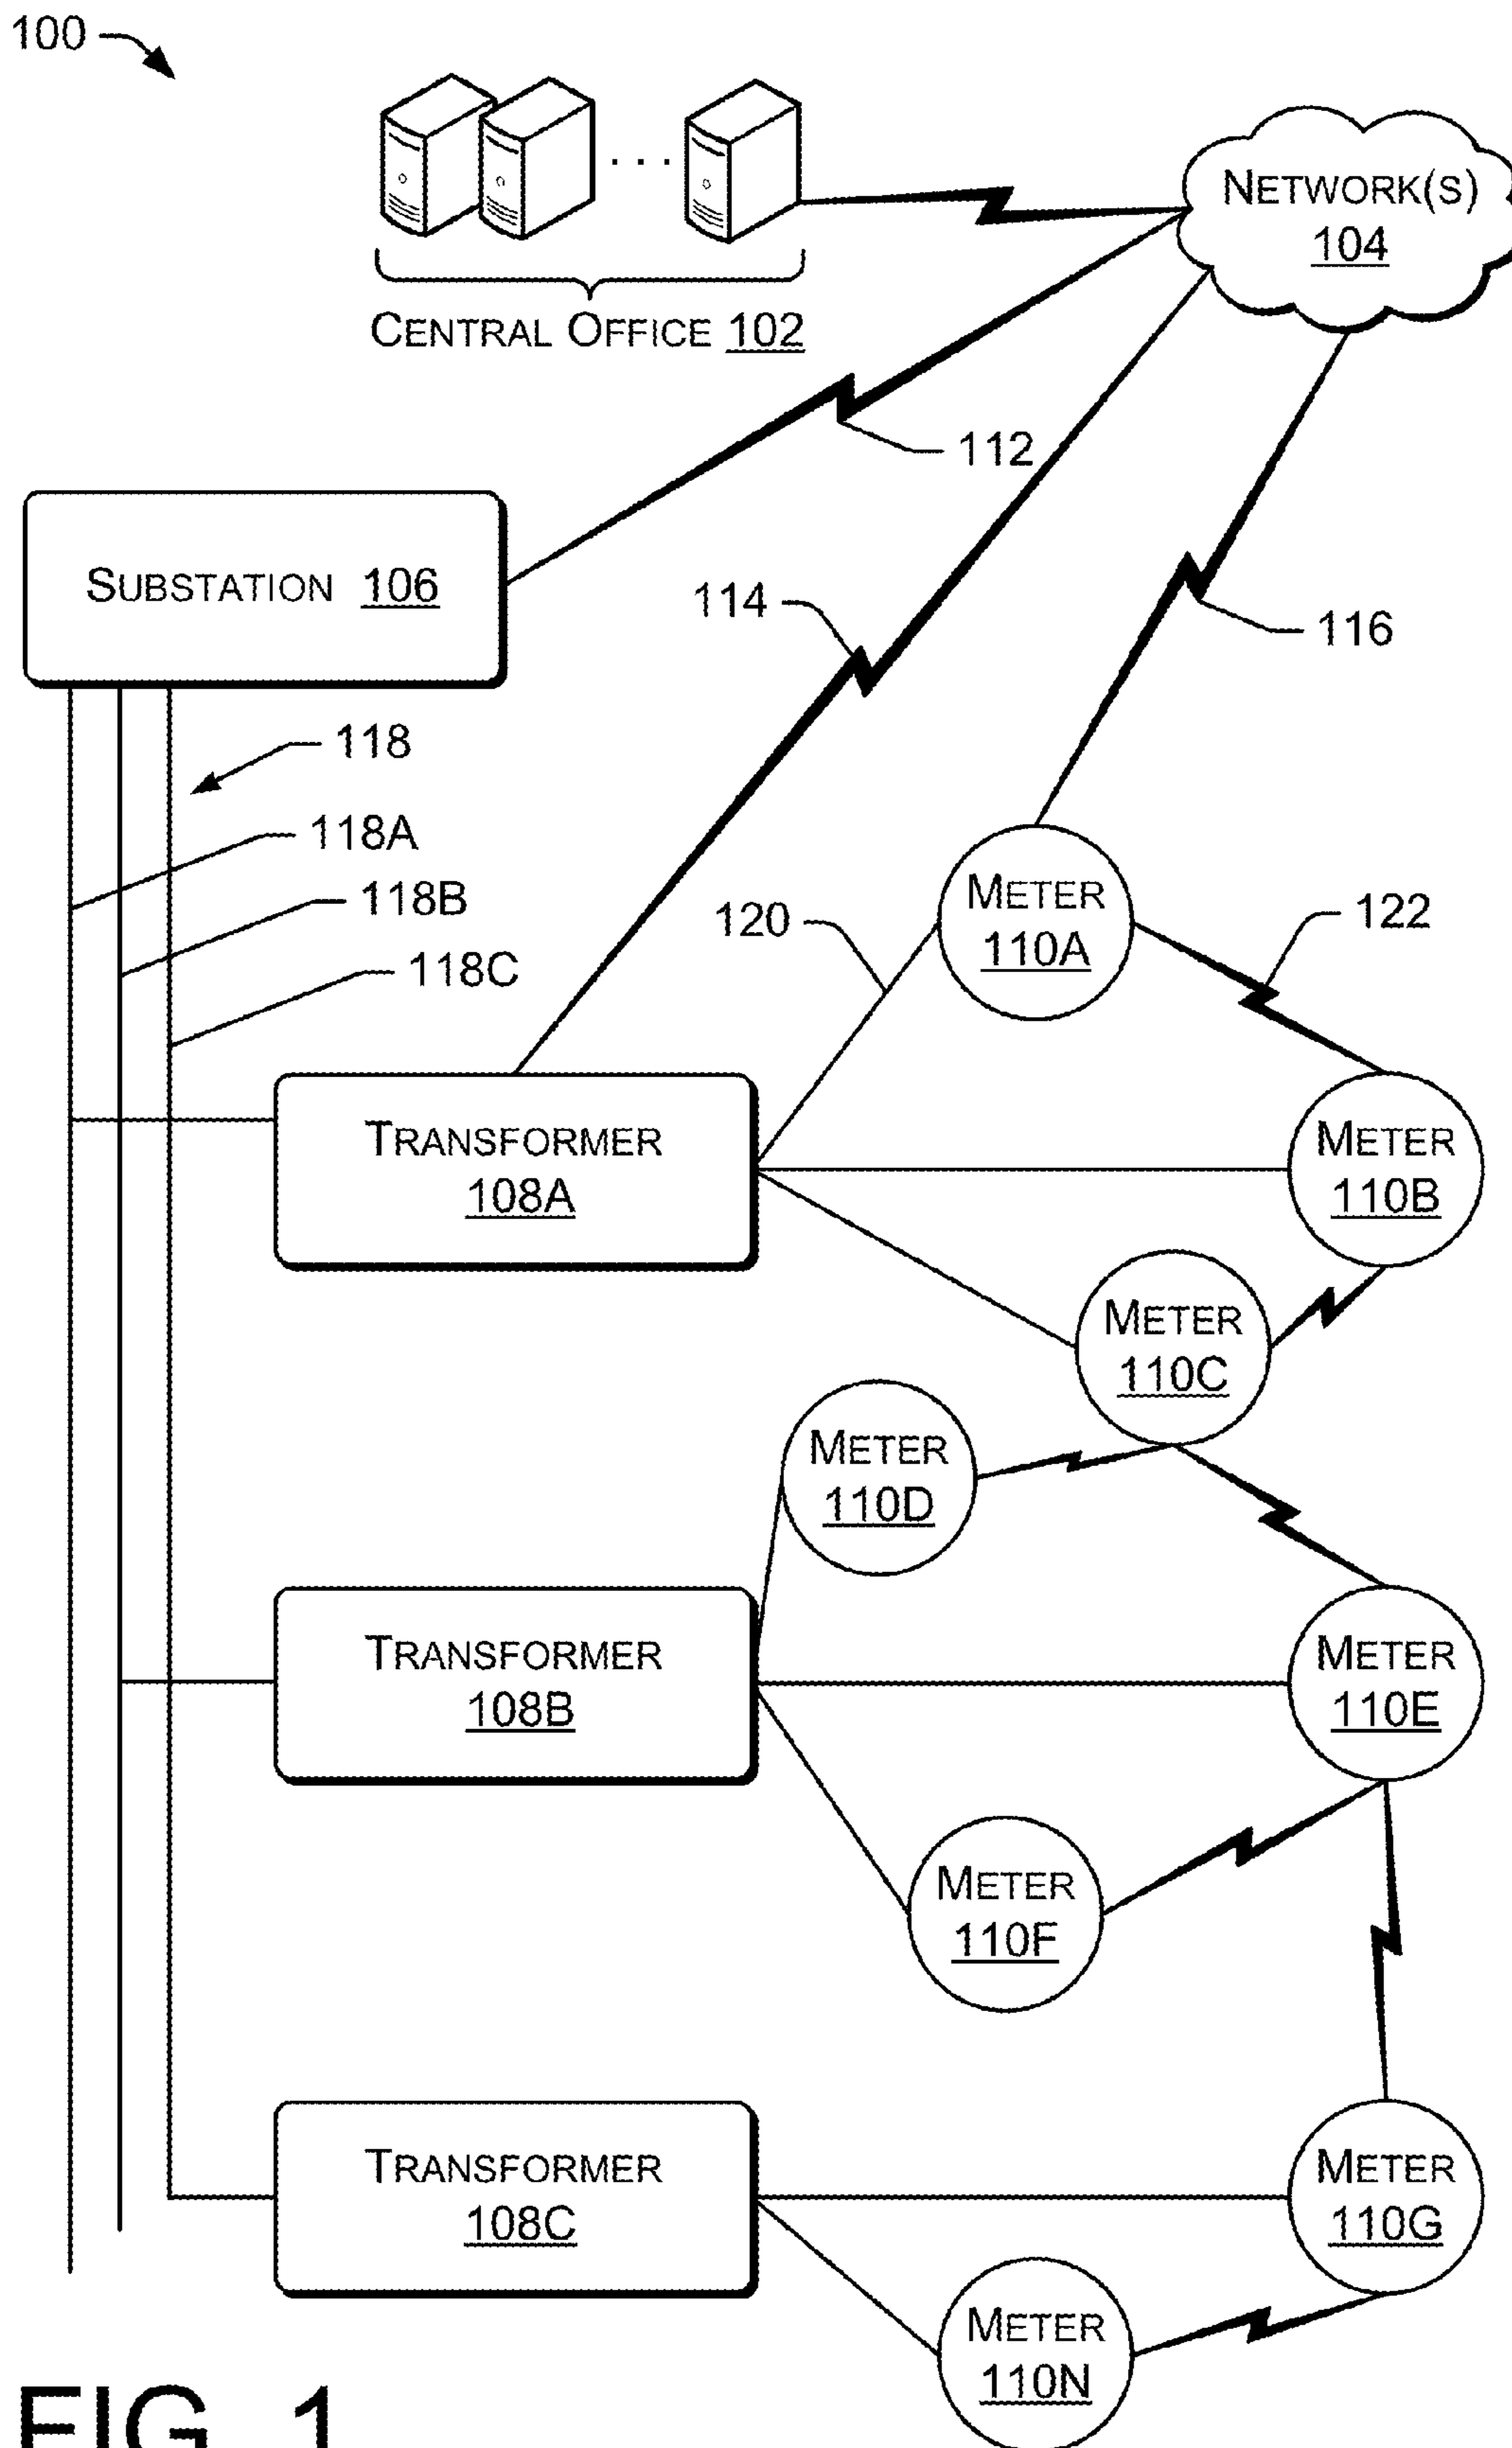 100
NETWORK(S)
104
CENTRAL OFFICE 102
112
SUBSTATION 106
114
116
118
118A
118B
118C
120
METER
110A
122
TRANSFORMER
108A
METER
110B
METER
110C
METER
110D
TRANSFORMER
108B
METER
110E
METER
110F
TRANSFORMER
108C
METER
110G
METER
110N
FIG. 1